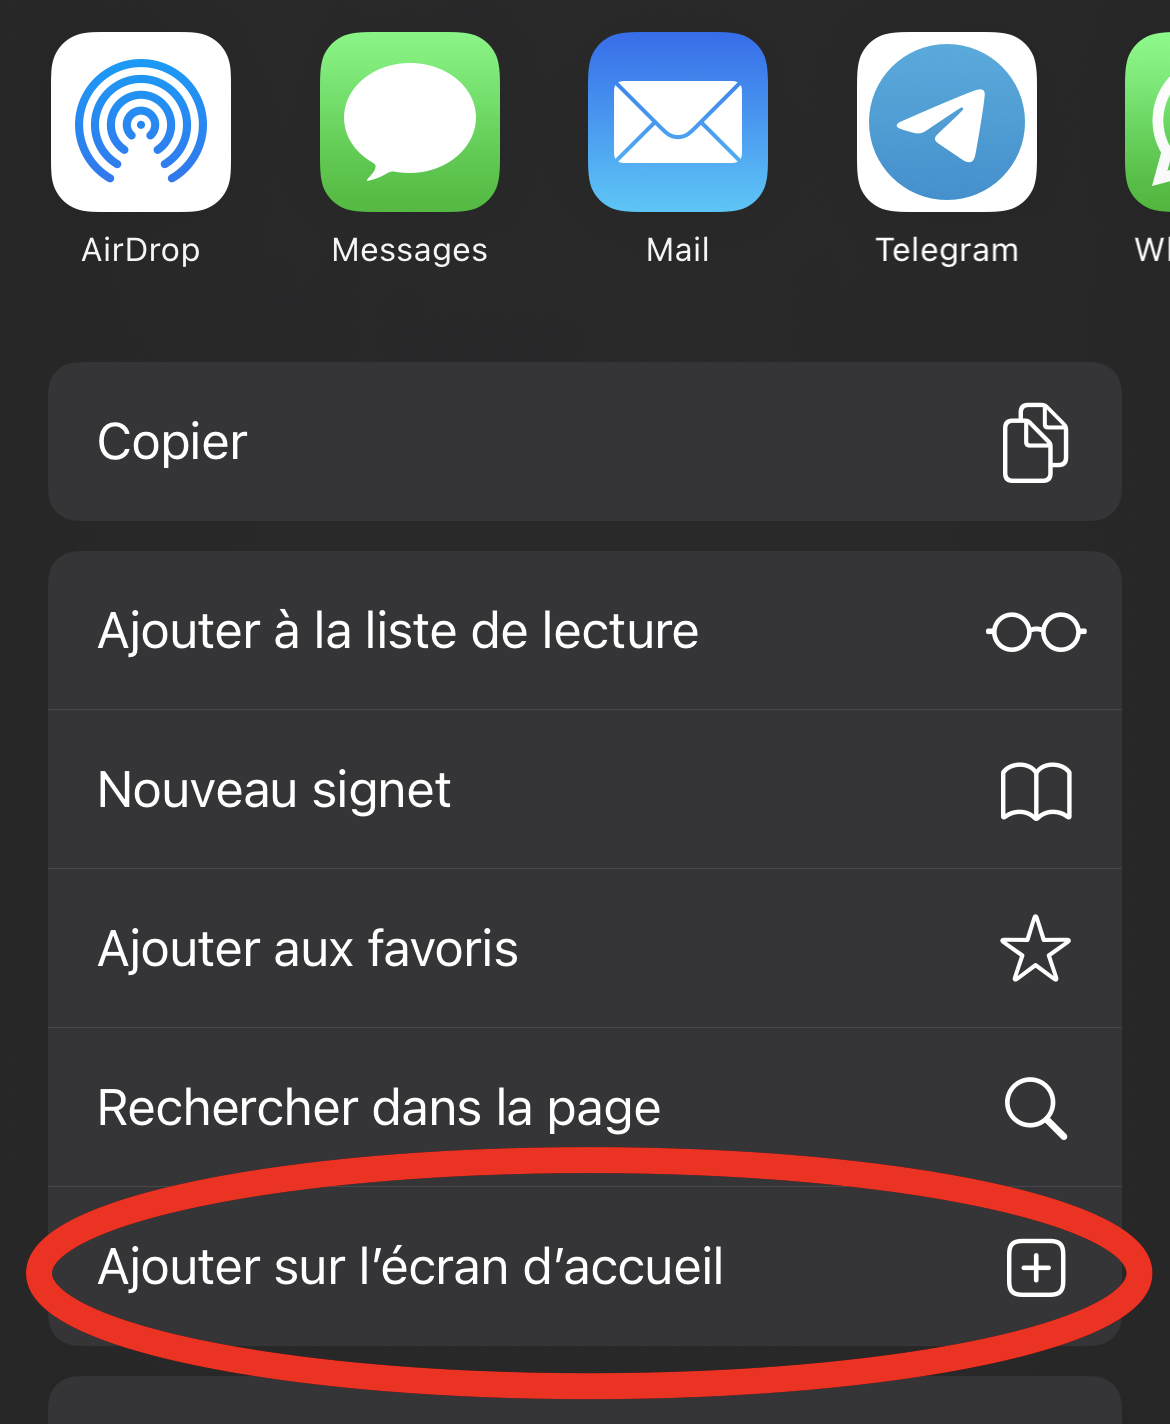 AirDrop
Messages
Mail
Telegram
Copier
Ajouter à la liste de lecture
Nouveau signet
Ajouter aux favoris
Rechercher dans la page
Ajouter sur l’écran d’accueil